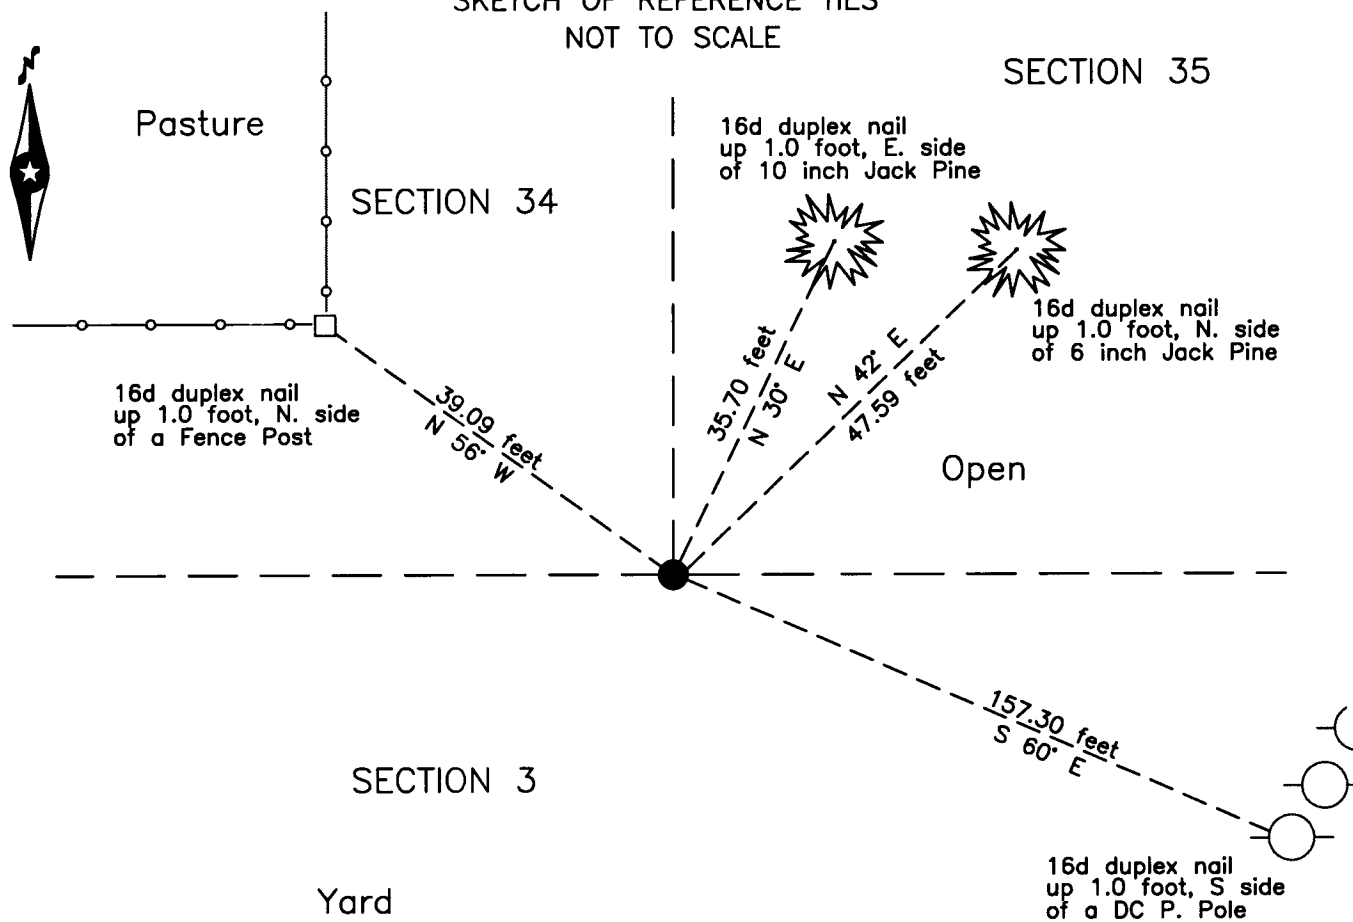 SKETCH OF REFERENCE TIES
NOT TO SCALE
N
SECTION 35
Pasture
16d duplex nail
up 1.0 foot, E. side
of 10 inch Jack Pine
SECTION 34
16d duplex nail
up 1.0 foot, N. side
of 6 inch Jack Pine
35.70 feet
N 30° E
N 42° E
47.59 feet
16d duplex nail
up 1.0 foot, N. side
of a Fence Post
39.09 feet
N 56° W
Open
157.30 feet
S 60° E
SECTION 3
16d duplex nail
up 1.0 foot, S side
of a DC P. Pole
Yard